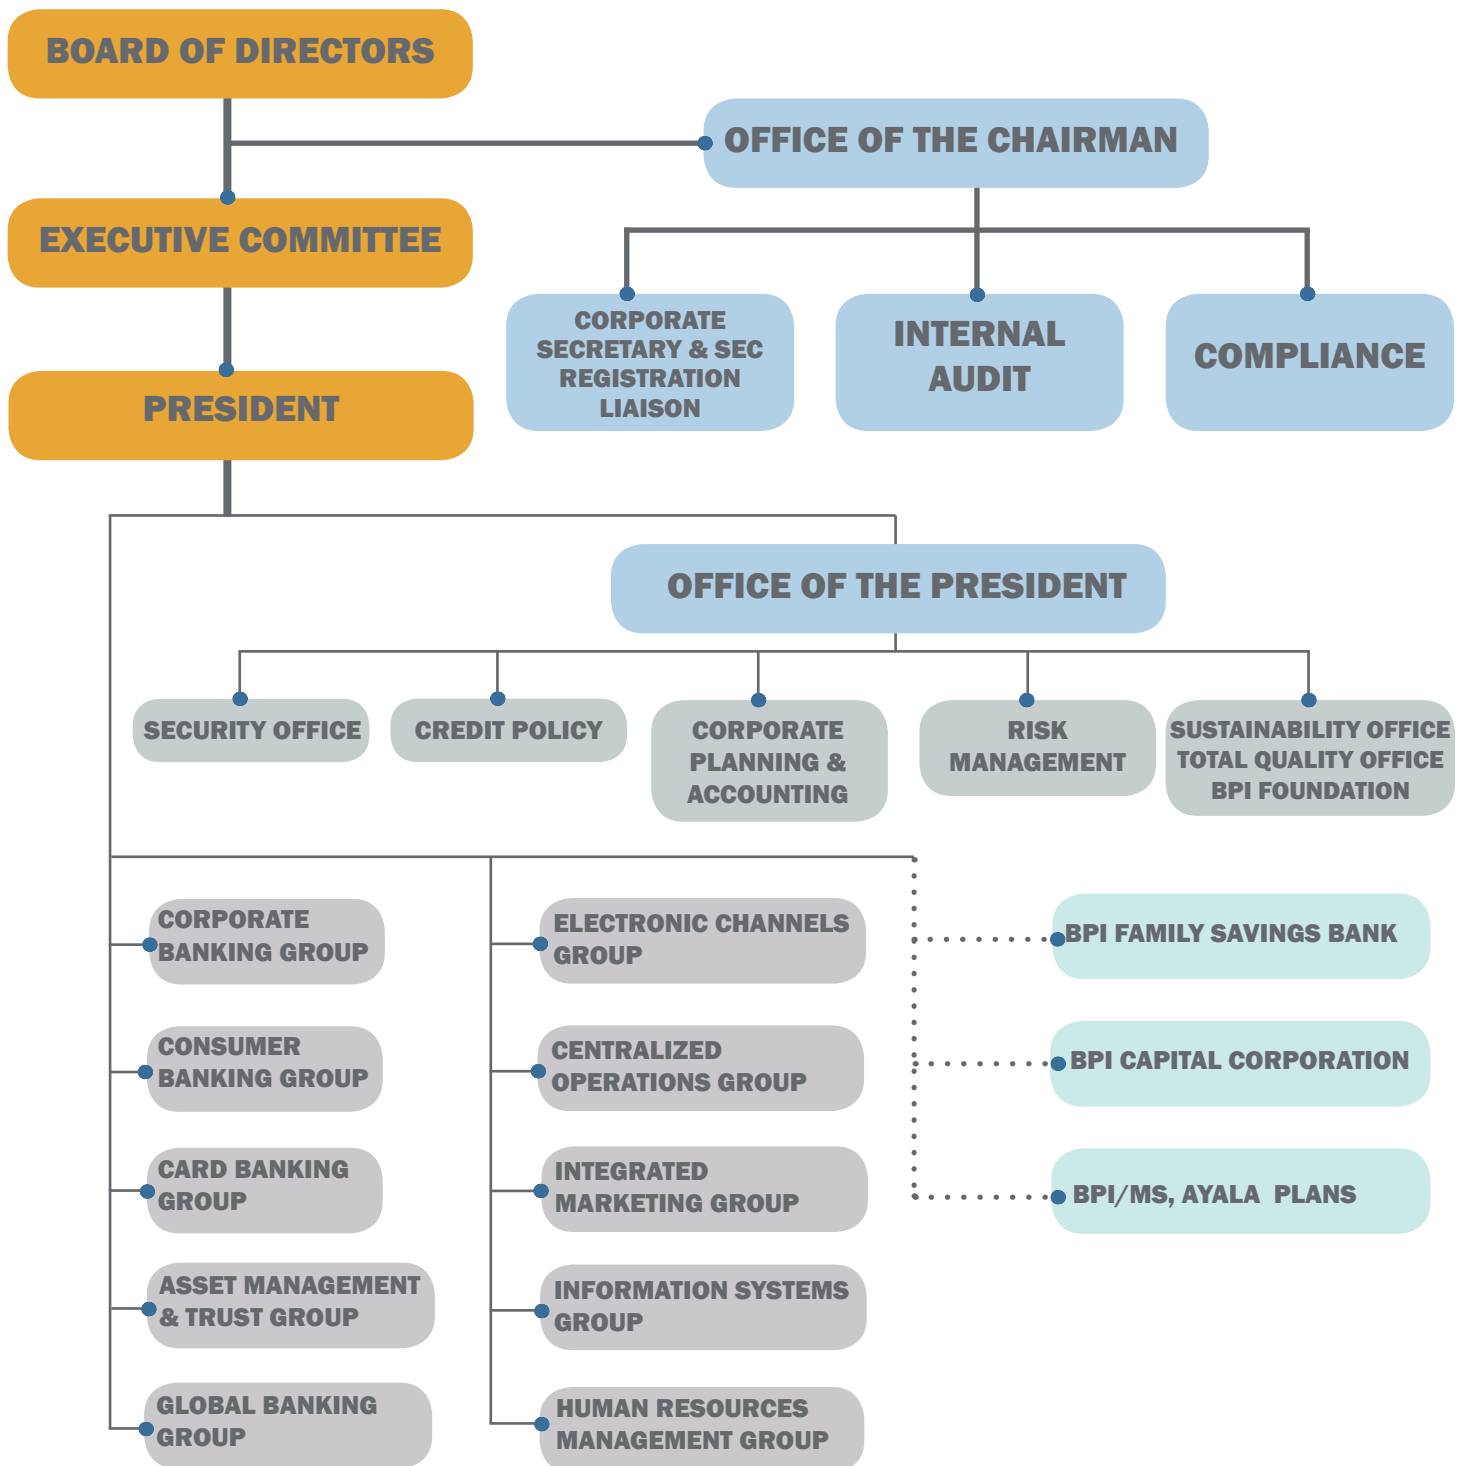 BOARD OF DIRECTORS
OFFICE OF THE CHAIRMAN
EXECUTIVE COMMITTEE
CORPORATE
SECRETARY & SEC
REGISTRATION
LIAISON
INTERNAL
AUDIT
COMPLIANCE
PRESIDENT
OFFICE OF THE PRESIDENT
SECURITY OFFICE
CREDIT POLICY
CORPORATE
PLANNING &
ACCOUNTING
RISK
MANAGEMENT
SUSTAINABILITY OFFICE
TOTAL QUALITY OFFICE
BPI FOUNDATION
CORPORATE
BANKING GROUP
CONSUMER
BANKING GROUP
CARD BANKING
GROUP
ASSET MANAGEMENT
& TRUST GROUP
GLOBAL BANKING
GROUP
ELECTRONIC CHANNELS
GROUP
CENTRALIZED
OPERATIONS GROUP
INTEGRATED
MARKETING GROUP
INFORMATION SYSTEMS
GROUP
HUMAN RESOURCES
MANAGEMENT GROUP
BPI FAMILY SAVINGS BANK
BPI CAPITAL CORPORATION
BPI/MS, AYALA PLANS